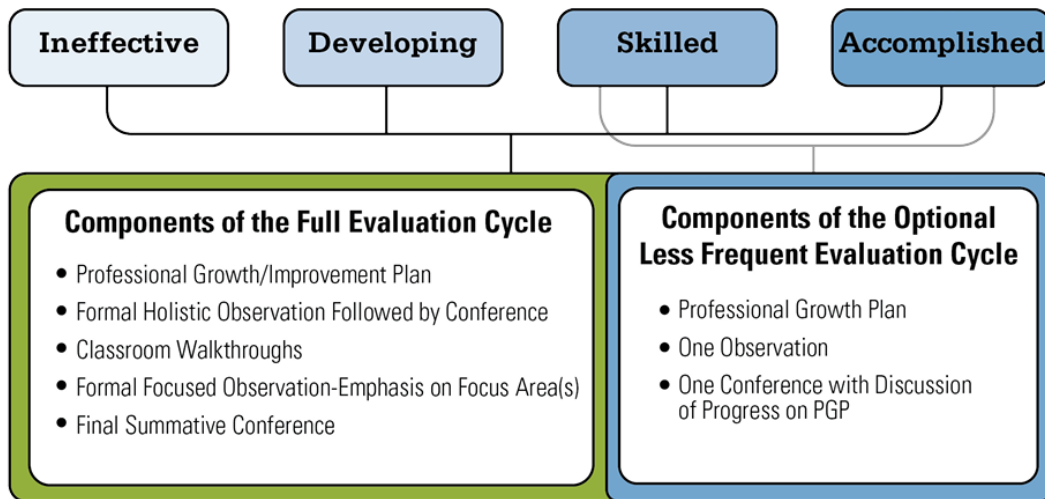 Ineffective
Developing
Skilled
Accomplished
Components of the Full Evaluation Cycle
• Professional Growth/Improvement Plan
• Formal Holistic Observation Followed by Conference
• Classroom Walkthroughs
• Formal Focused Observation-Emphasis on Focus Area(s)
• Final Summative Conference
Components of the Optional
Less Frequent Evaluation Cycle
• Professional Growth Plan
• One Observation
• One Conference with Discussion
of Progress on PGP